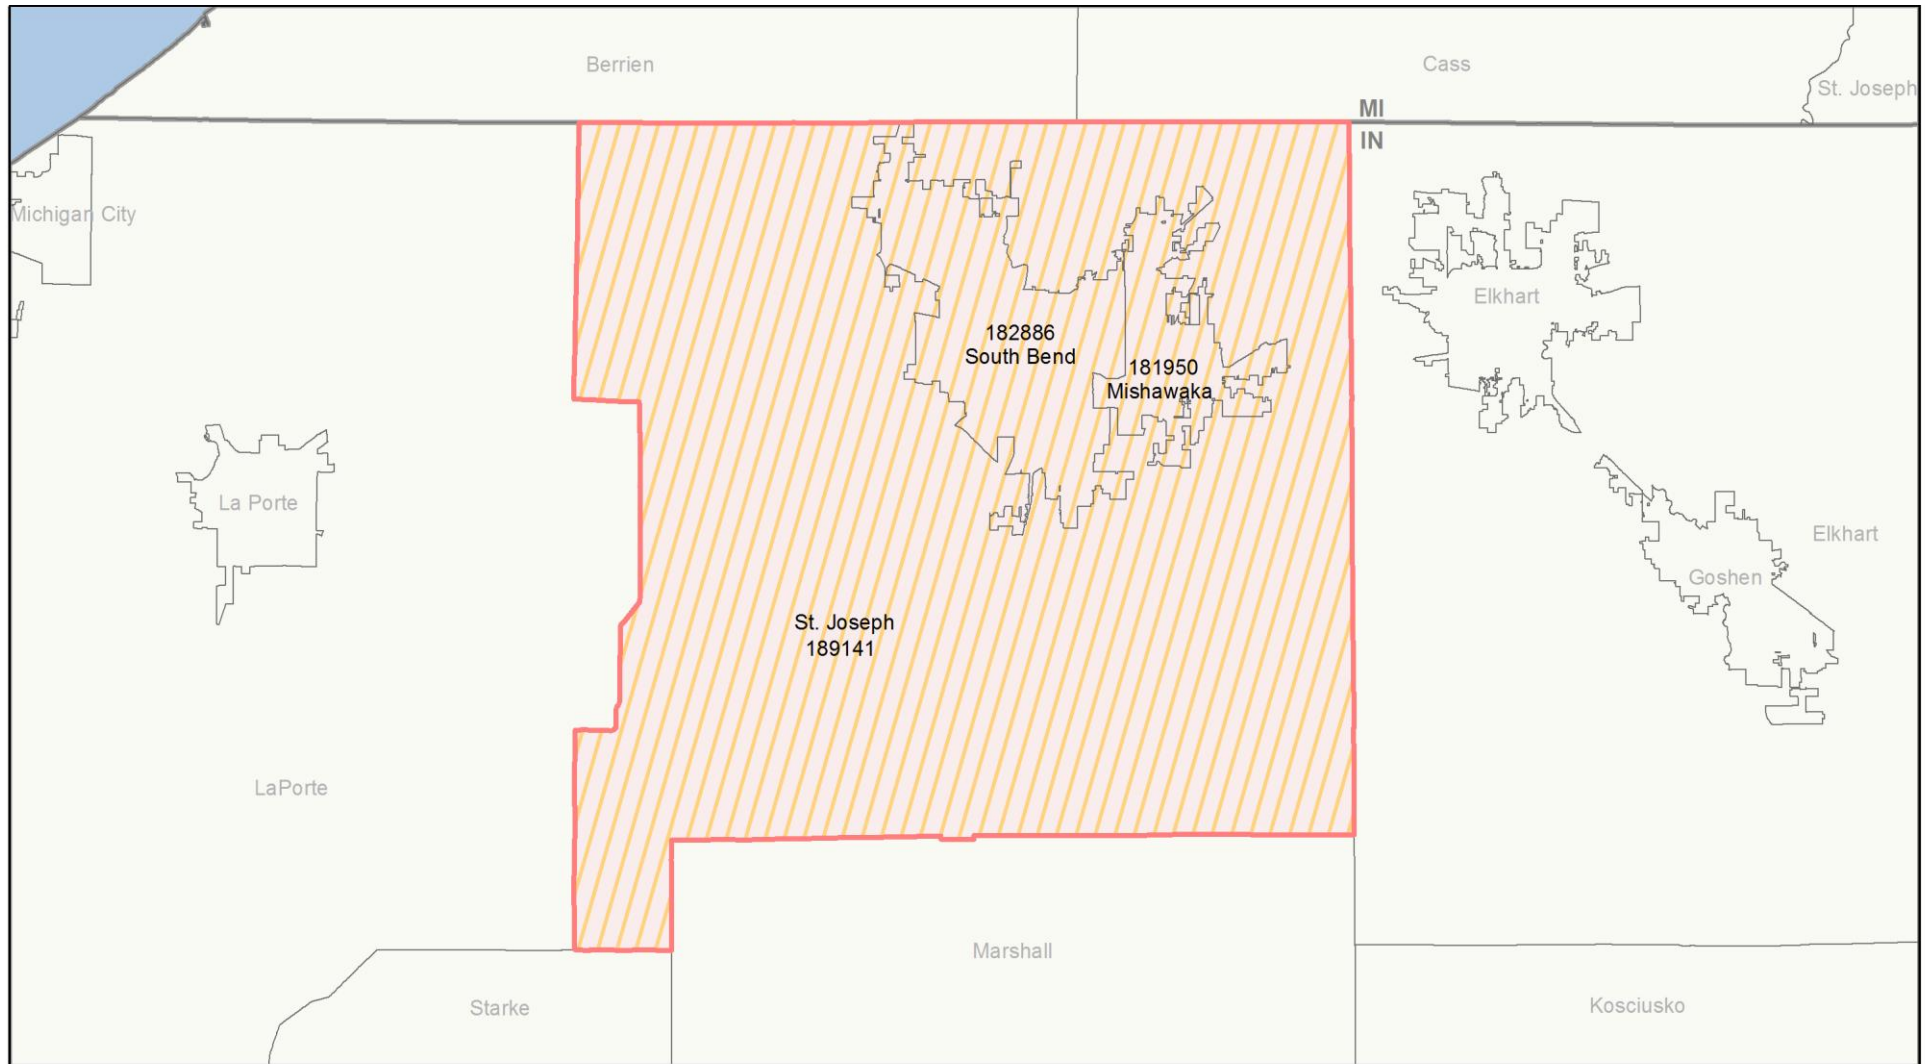 Berrien
Cass
St. Joseph
MI
IN
Michigan City
Elkhart
182886
South Bend
181950
Mishawaka
La Porte
Elkhart
Goshen
St. Joseph
189141
LaPorte
Marshall
Starke
Kosciusko